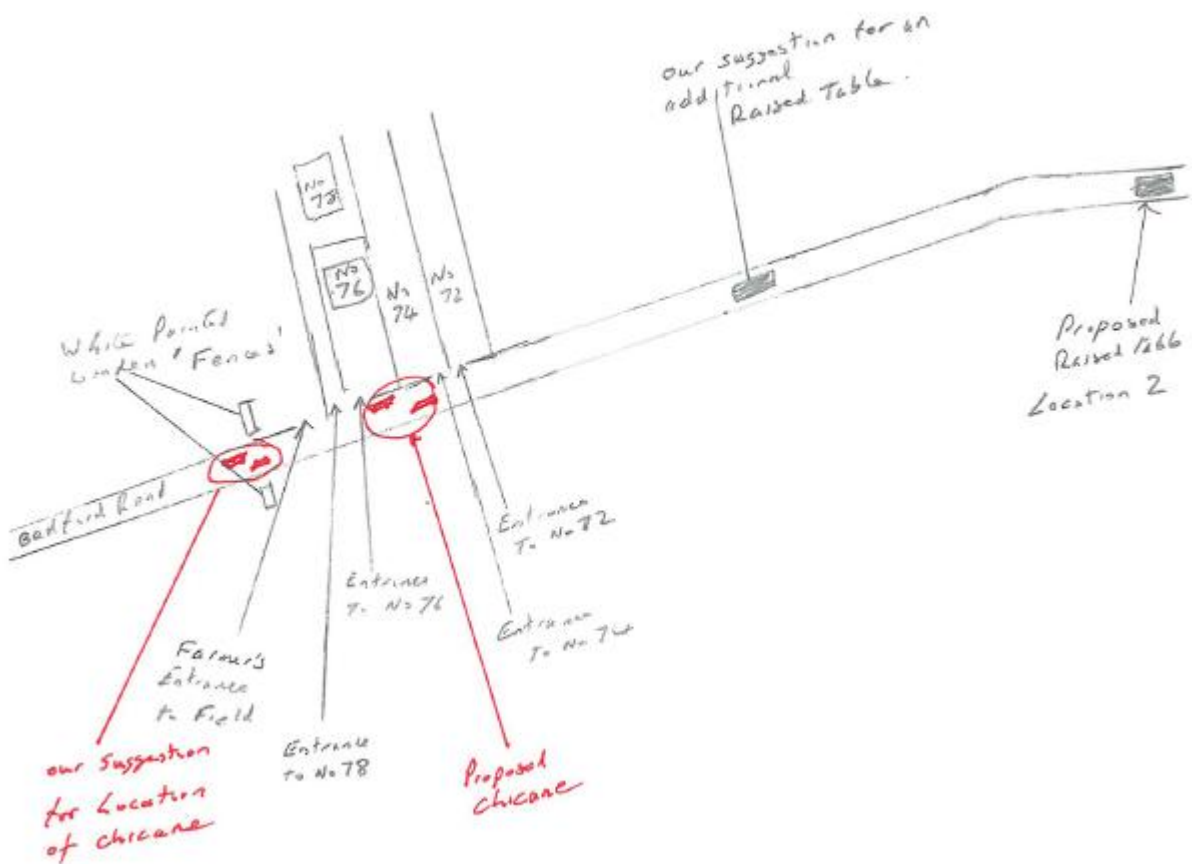 our suggestion for an
additional
Raised Table.
No
78
No
76
No
74
No
72
White Painted
Wooden 'Fences'
Proposed
Raised Table
Location 2
Bedford Road
Entrance
To No 72
Entrance
To No 76
Entrance
To No 74
Farmer's
Entrance
to Field
Entrance
To No 78
our suggestion
for Location
of chicane
Proposed
chicane